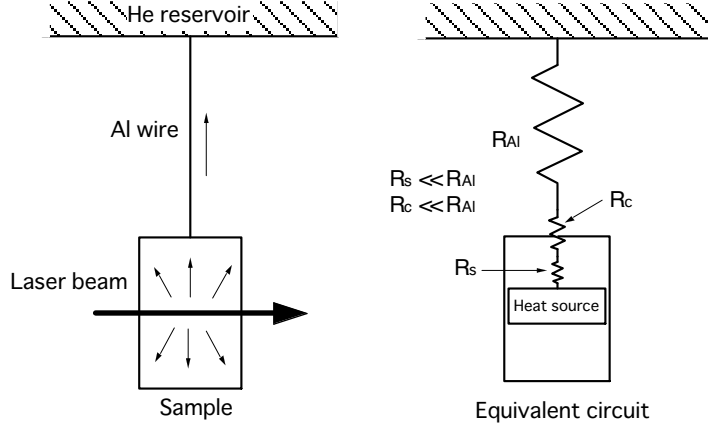 He reservoir
Al wire
Laser beam
Sample
RAl
Rs ≪RAl
Rc ≪RAl
Rc
Rs
Heat source
Equivalent circuit